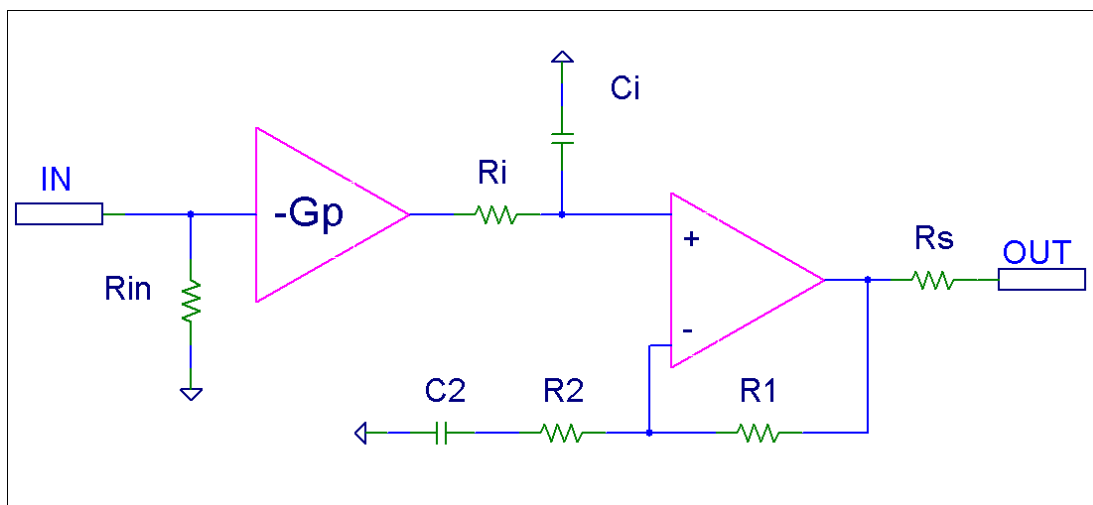 Ci
IN
Ri
-Gp
+
Rs
OUT
Rin
-
C2
R2
R1